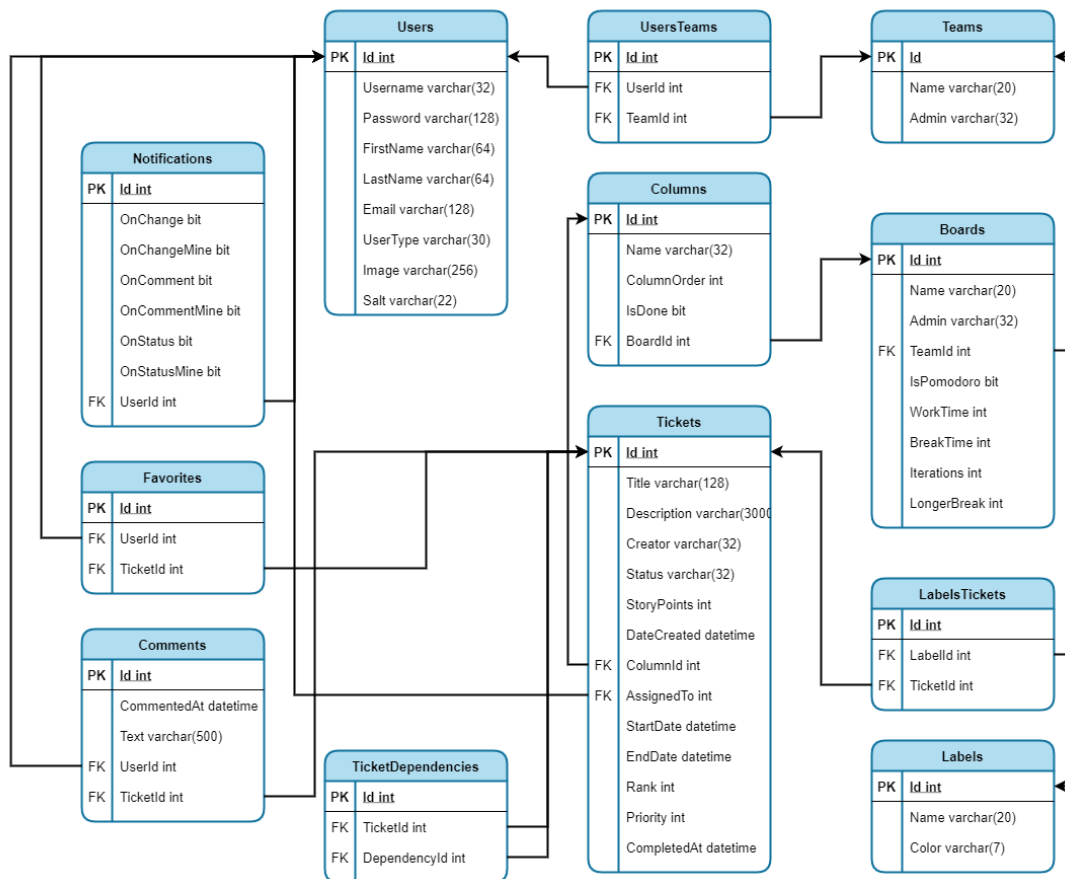 Users
PK Id int
Username varchar(32)
Password varchar(128)
FirstName varchar(64)
LastName varchar(64)
Email varchar(128)
UserType varchar(30)
Image varchar(256)
Salt varchar(22)
UsersTeams
PK Id int
FK UserId int
FK TeamId int
Teams
PK Id
Name varchar(20)
Admin varchar(32)
Notifications
PK Id int
OnChange bit
OnChangeMine bit
OnComment bit
OnCommentMine bit
OnStatus bit
OnStatusMine bit
FK UserId int
Columns
PK Id int
Name varchar(32)
ColumnOrder int
IsDone bit
FK BoardId int
Boards
PK Id int
Name varchar(20)
Admin varchar(32)
FK TeamId int
IsPomodoro bit
WorkTime int
BreakTime int
Iterations int
LongerBreak int
Favorites
PK Id int
FK UserId int
FK TicketId int
Tickets
PK Id int
Title varchar(128)
Description varchar(3000
Creator varchar(32)
Status varchar(32)
StoryPoints int
DateCreated datetime
FK ColumnId int
FK AssignedTo int
StartDate datetime
EndDate datetime
Rank int
Priority int
CompletedAt datetime
LabelsTickets
PK Id int
FK LabelId int
FK TicketId int
Comments
PK Id int
CommentedAt datetime
Text varchar(500)
FK UserId int
FK TicketId int
TicketDependencies
PK Id int
FK TicketId int
FK DependencyId int
Labels
PK Id int
Name varchar(20)
Color varchar(7)